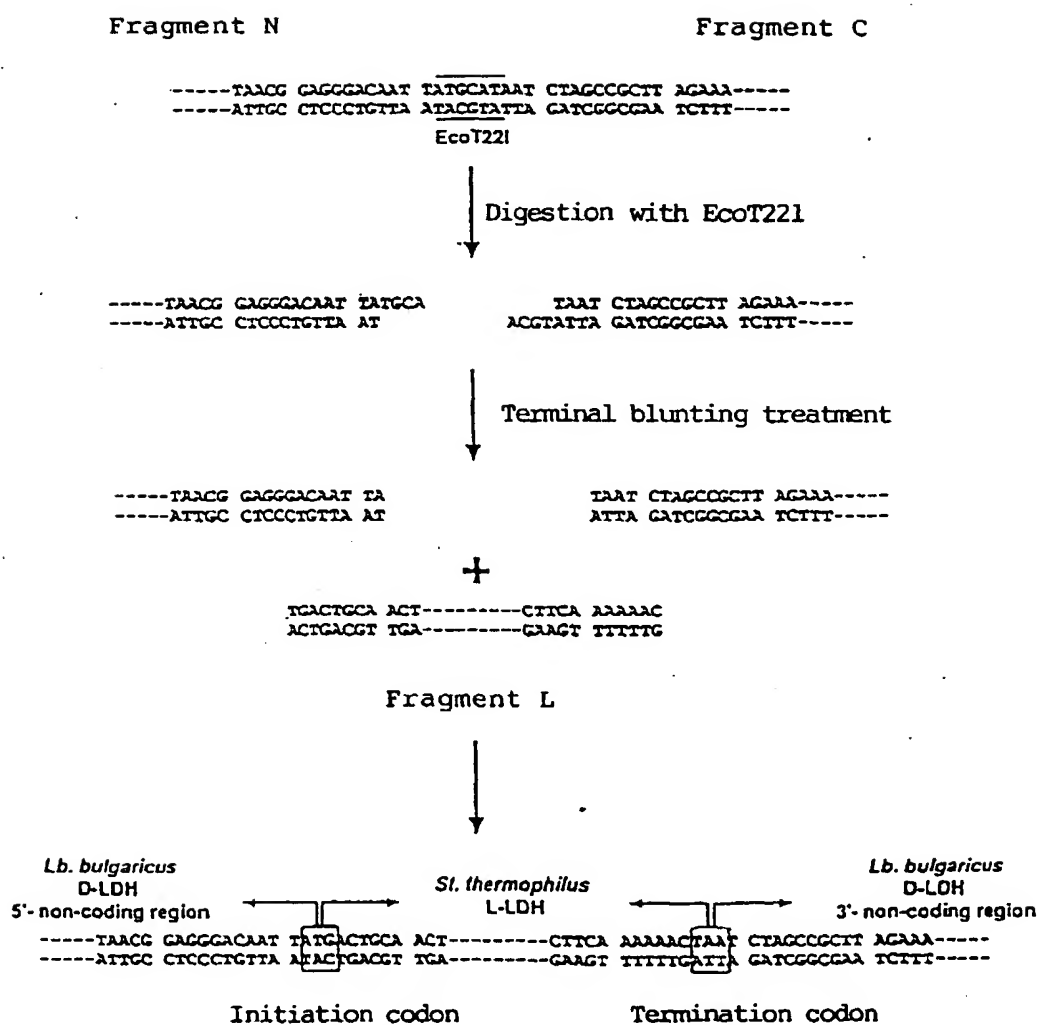 Fragment N Fragment C
-----TAACG GAGGGACAAT TATGCATAAT CTAGCCGCTT AGAAA-----
-----ATTGC CTCCCTGTTA ATACGTATTA GATCGGCGAA TCTTT-----
EcoT22I
Digestion with EcoT22I
-----TAACG GAGGGACAAT TATGCA TAAT CTAGCCGCTT AGAAA-----
-----ATTGC CTCCCTGTTA AT ACGTATTA GATCGGCGAA TCTTT-----
Terminal blunting treatment
-----TAACG GAGGGACAAT TA TAAT CTAGCCGCTT AGAAA-----
-----ATTGC CTCCCTGTTA AT ATTA GATCGGCGAA TCTTT-----
+
TGACTGCA ACT----------CTTCA AAAAAC
ACTGACGT TGA----------GAAGT TTTTTG
Fragment L
Lb. bulgaricus St. thermophilus Lb. bulgaricus
D-LDH L-LDH D-LDH
5'- non-coding region 3'- non-coding region
-----TAACG GAGGGACAAT TATGACTGCA ACT----------CTTCA AAAAACTAAT CTAGCCGCTT AGAAA-----
-----ATTGC CTCCCTGTTA ATACTGACGT TGA----------GAAGT TTTTTGATTA GATCGGCGAA TCTTT-----
Initiation codon Termination codon